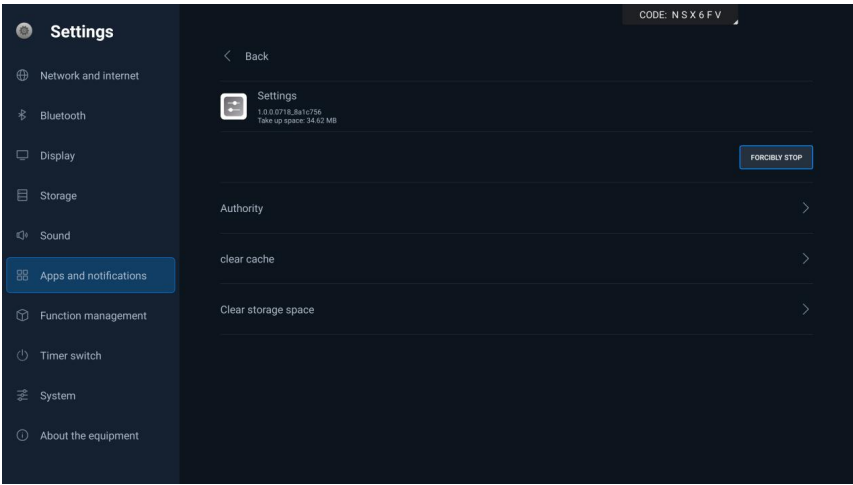 CODE: N S X 6 F V
Settings
Network and internet
Bluetooth
Display
Storage
Sound
Apps and notifications
Function management
Timer switch
System
About the equipment
Back
Settings
1.0.0.0718_8a1c756
Take up space: 34.62 MB
FORCIBLY STOP
Authority
clear cache
Clear storage space